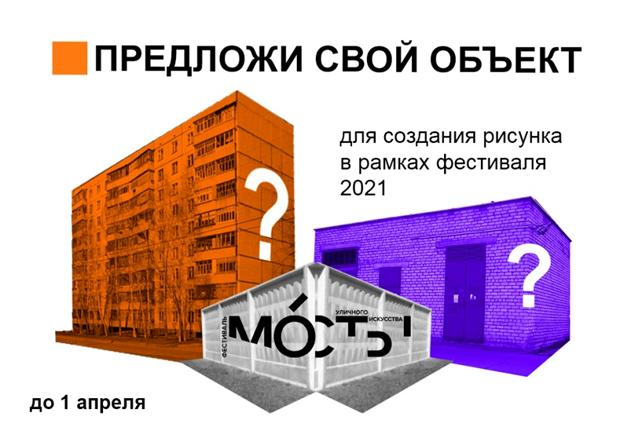 ПРЕДЛОЖИ СВОЙ ОБЪЕКТ
для создания рисунка
в рамках фестиваля
2021
?
?
ФЕСТИВАЛЬ
УЛИЧНОГО
ИСКУССТВА
МО́СТЫ
до 1 апреля